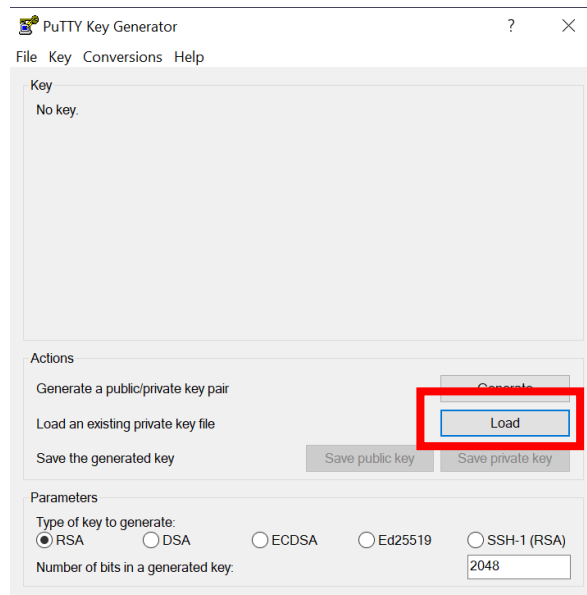 PuTTY Key Generator ?
File Key Conversions Help
Key
No key.
Actions
Generate a public/private key pair Generate
Load an existing private key file Load
Save the generated key Save public key Save private key
Parameters
Type of key to generate:
RSA DSA ECDSA Ed25519 SSH-1 (RSA)
Number of bits in a generated key: 2048